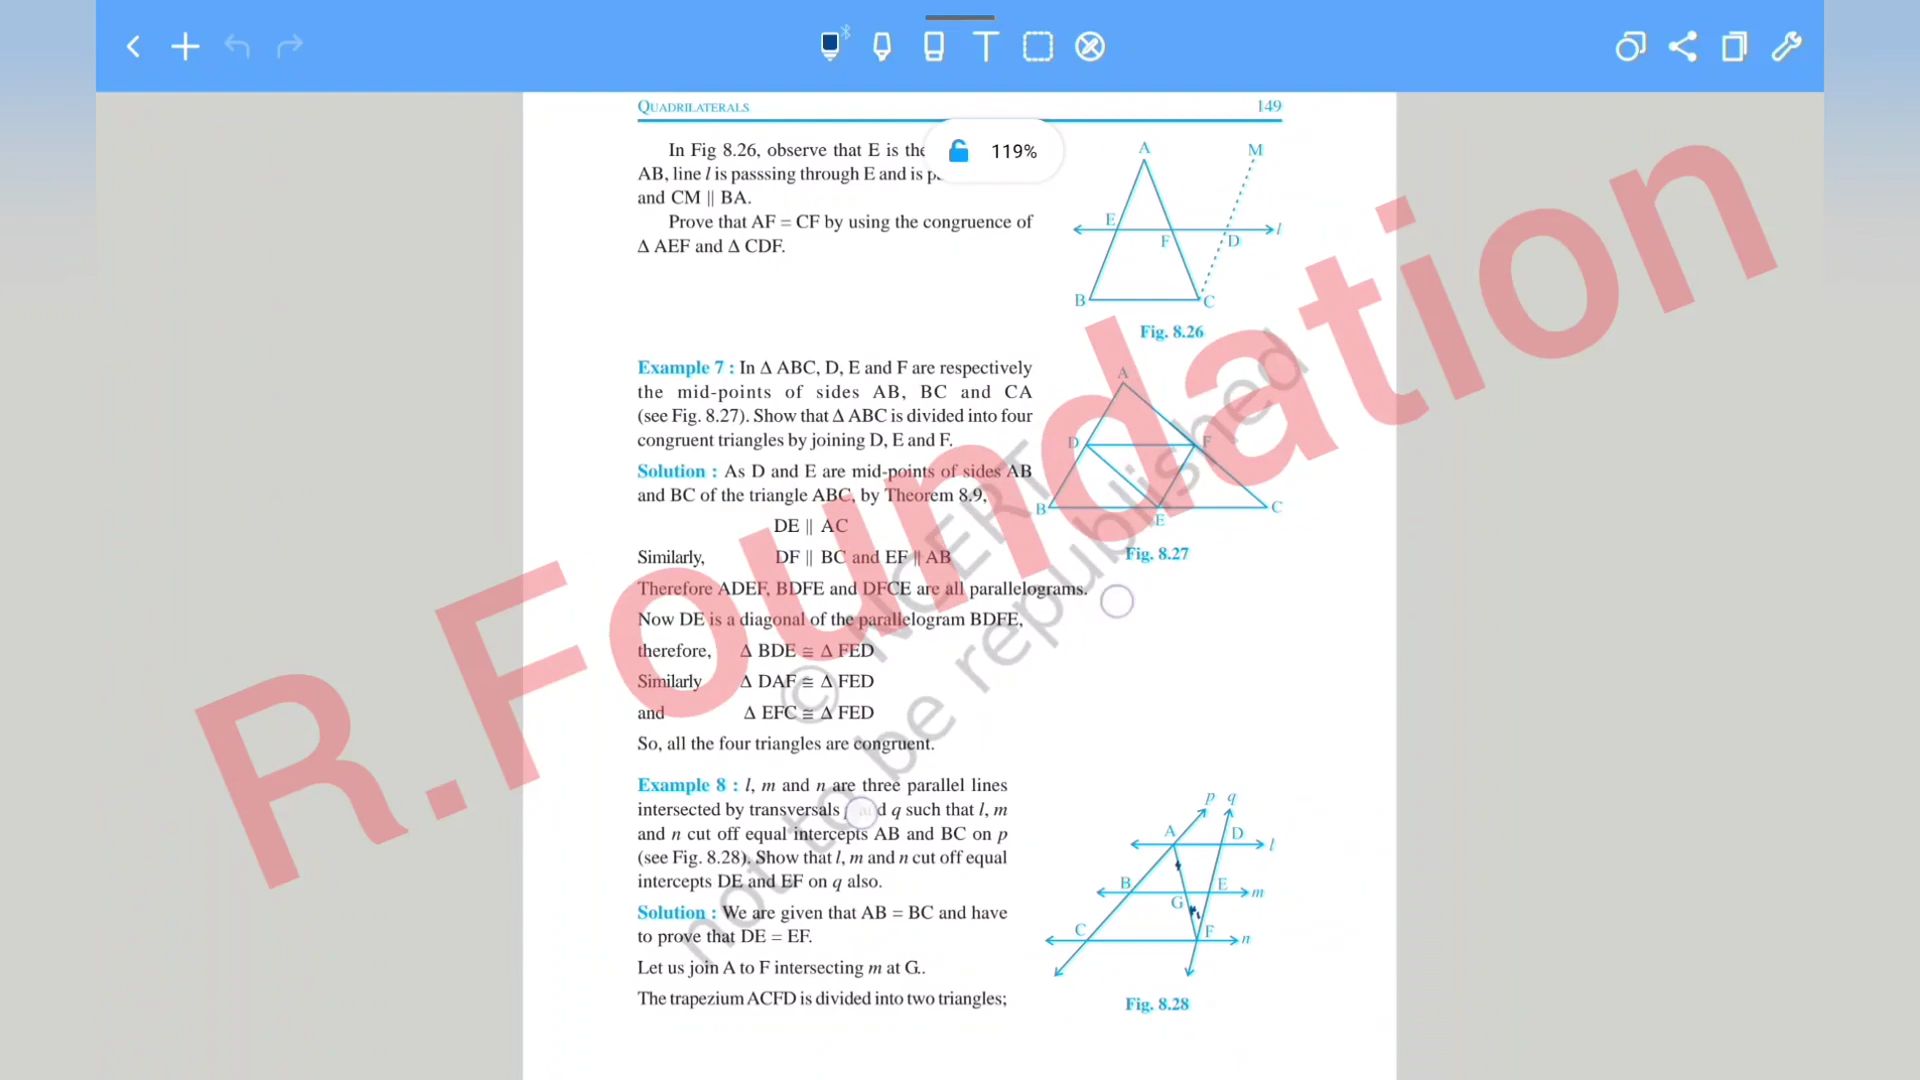 QUADRILATERALS 149
119%
In Fig 8.26, observe that E is the
AB, line l is passsing through E and is
and CM || BA.
Prove that AF = CF by using the congruence of
Δ AEF and Δ CDF.
A M
E F D l
B C
Fig. 8.26
Example 7 : In Δ ABC, D, E and F are respectively
the mid-points of sides AB, BC and CA
(see Fig. 8.27). Show that Δ ABC is divided into four
congruent triangles by joining D, E and F.
Solution : As D and E are mid-points of sides AB
and BC of the triangle ABC, by Theorem 8.9,
DE || AC
Similarly, DF || BC and EF || AB
Therefore ADEF, BDFE and DFCE are all parallelograms.
Now DE is a diagonal of the parallelogram BDFE,
therefore, Δ BDE ≅ Δ FED
Similarly Δ DAF ≅ Δ FED
and Δ EFC ≅ Δ FED
So, all the four triangles are congruent.
A
D F
B E C
Fig. 8.27
Example 8 : l, m and n are three parallel lines
intersected by transversals q such that l, m
and n cut off equal intercepts AB and BC on p
(see Fig. 8.28). Show that l, m and n cut off equal
intercepts DE and EF on q also.
Solution : We are given that AB = BC and have
to prove that DE = EF.
Let us join A to F intersecting m at G..
The trapezium ACFD is divided into two triangles;
p q
A D l
B E m
G
C F n
Fig. 8.28
© NCERT
not to be republished
R.Foundation